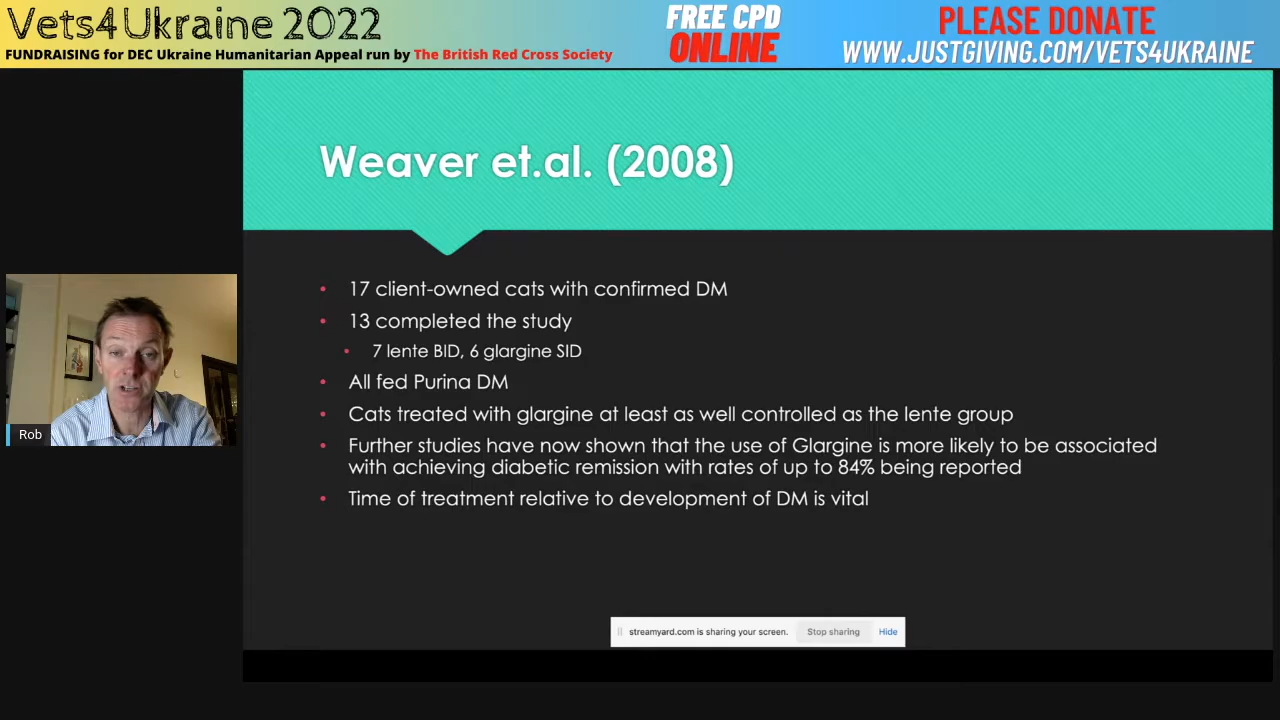 Vets4Ukraine 2022
FUNDRAISING for DEC Ukraine Humanitarian Appeal run by The British Red Cross Society
FREE CPD
ONLINE
PLEASE DONATE
WWW.JUSTGIVING.COM/VETS4UKRAINE
Weaver et.al. (2008)
• 17 client-owned cats with confirmed DM
• 13 completed the study
• 7 lente BID, 6 glargine SID
• All fed Purina DM
• Cats treated with glargine at least as well controlled as the lente group
• Further studies have now shown that the use of Glargine is more likely to be associated
with achieving diabetic remission with rates of up to 84% being reported
• Time of treatment relative to development of DM is vital
Rob
streamyard.com is sharing your screen. Stop sharing Hide